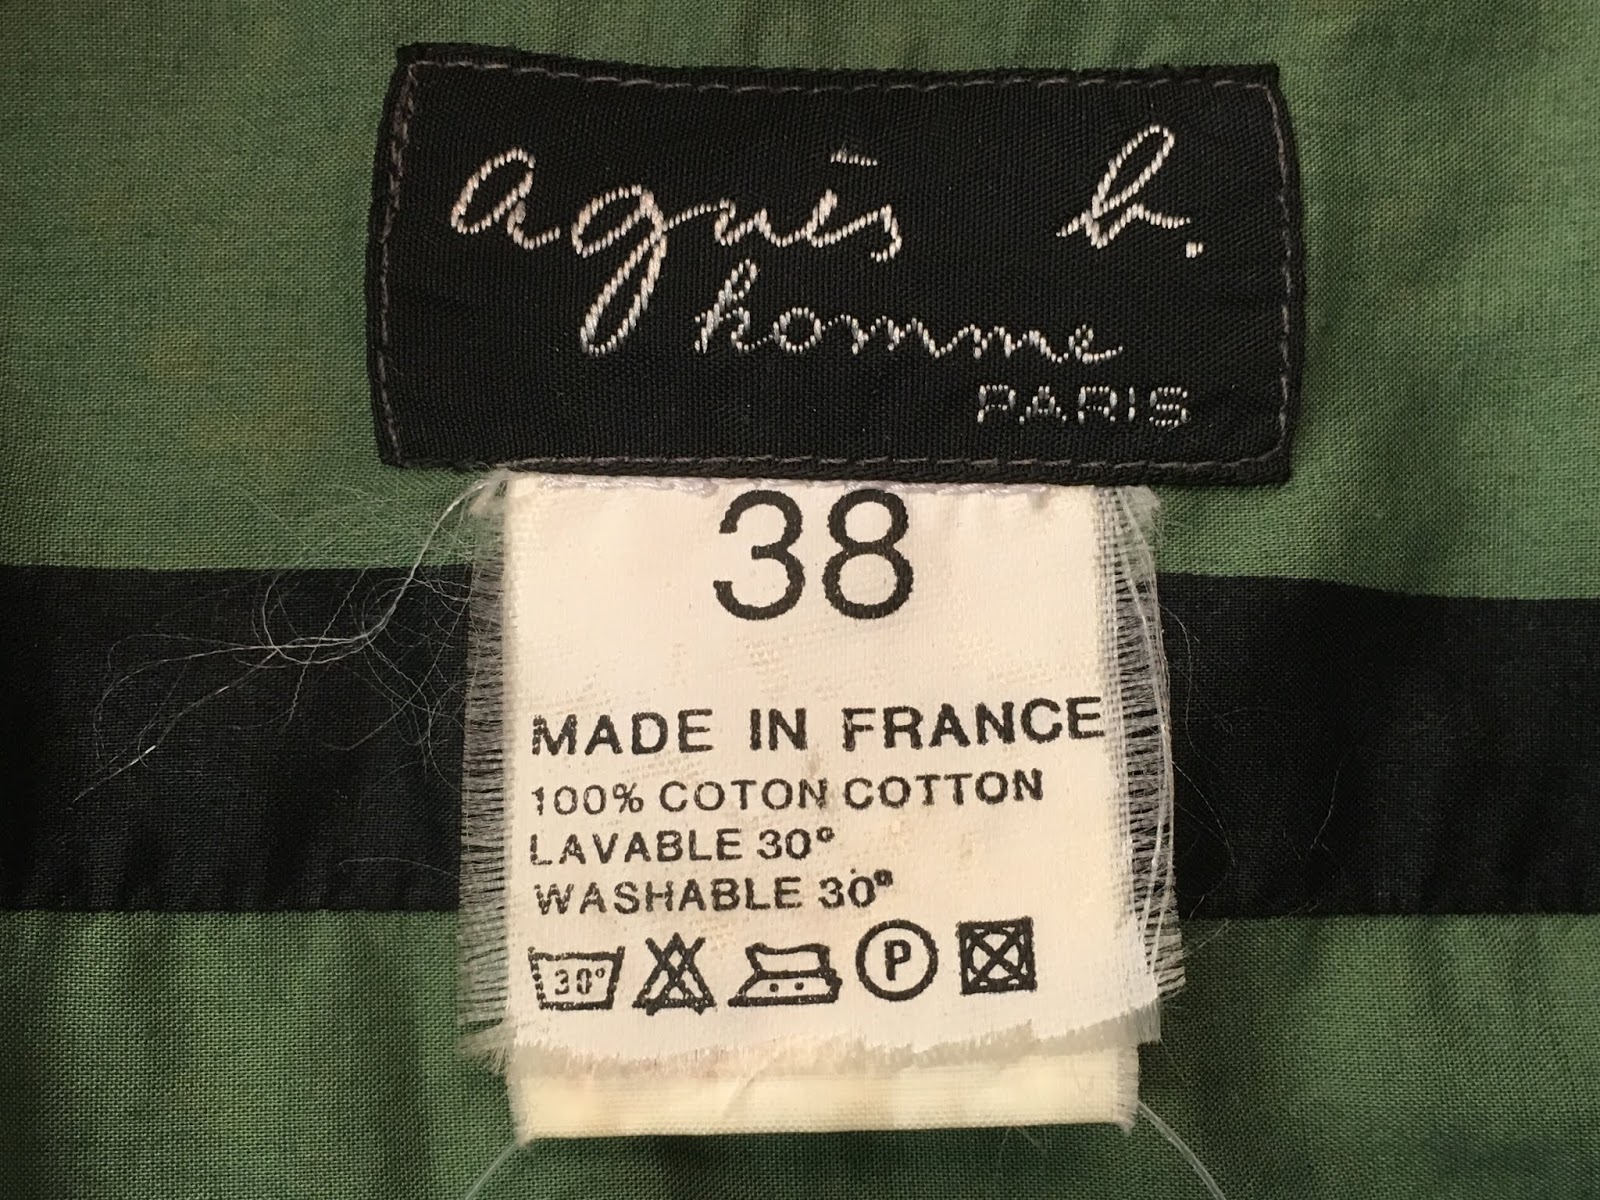 agnès b.
homme
PARIS
38
MADE IN FRANCE
100% COTON COTTON
LAVABLE 30°
WASHABLE 30°
30° P